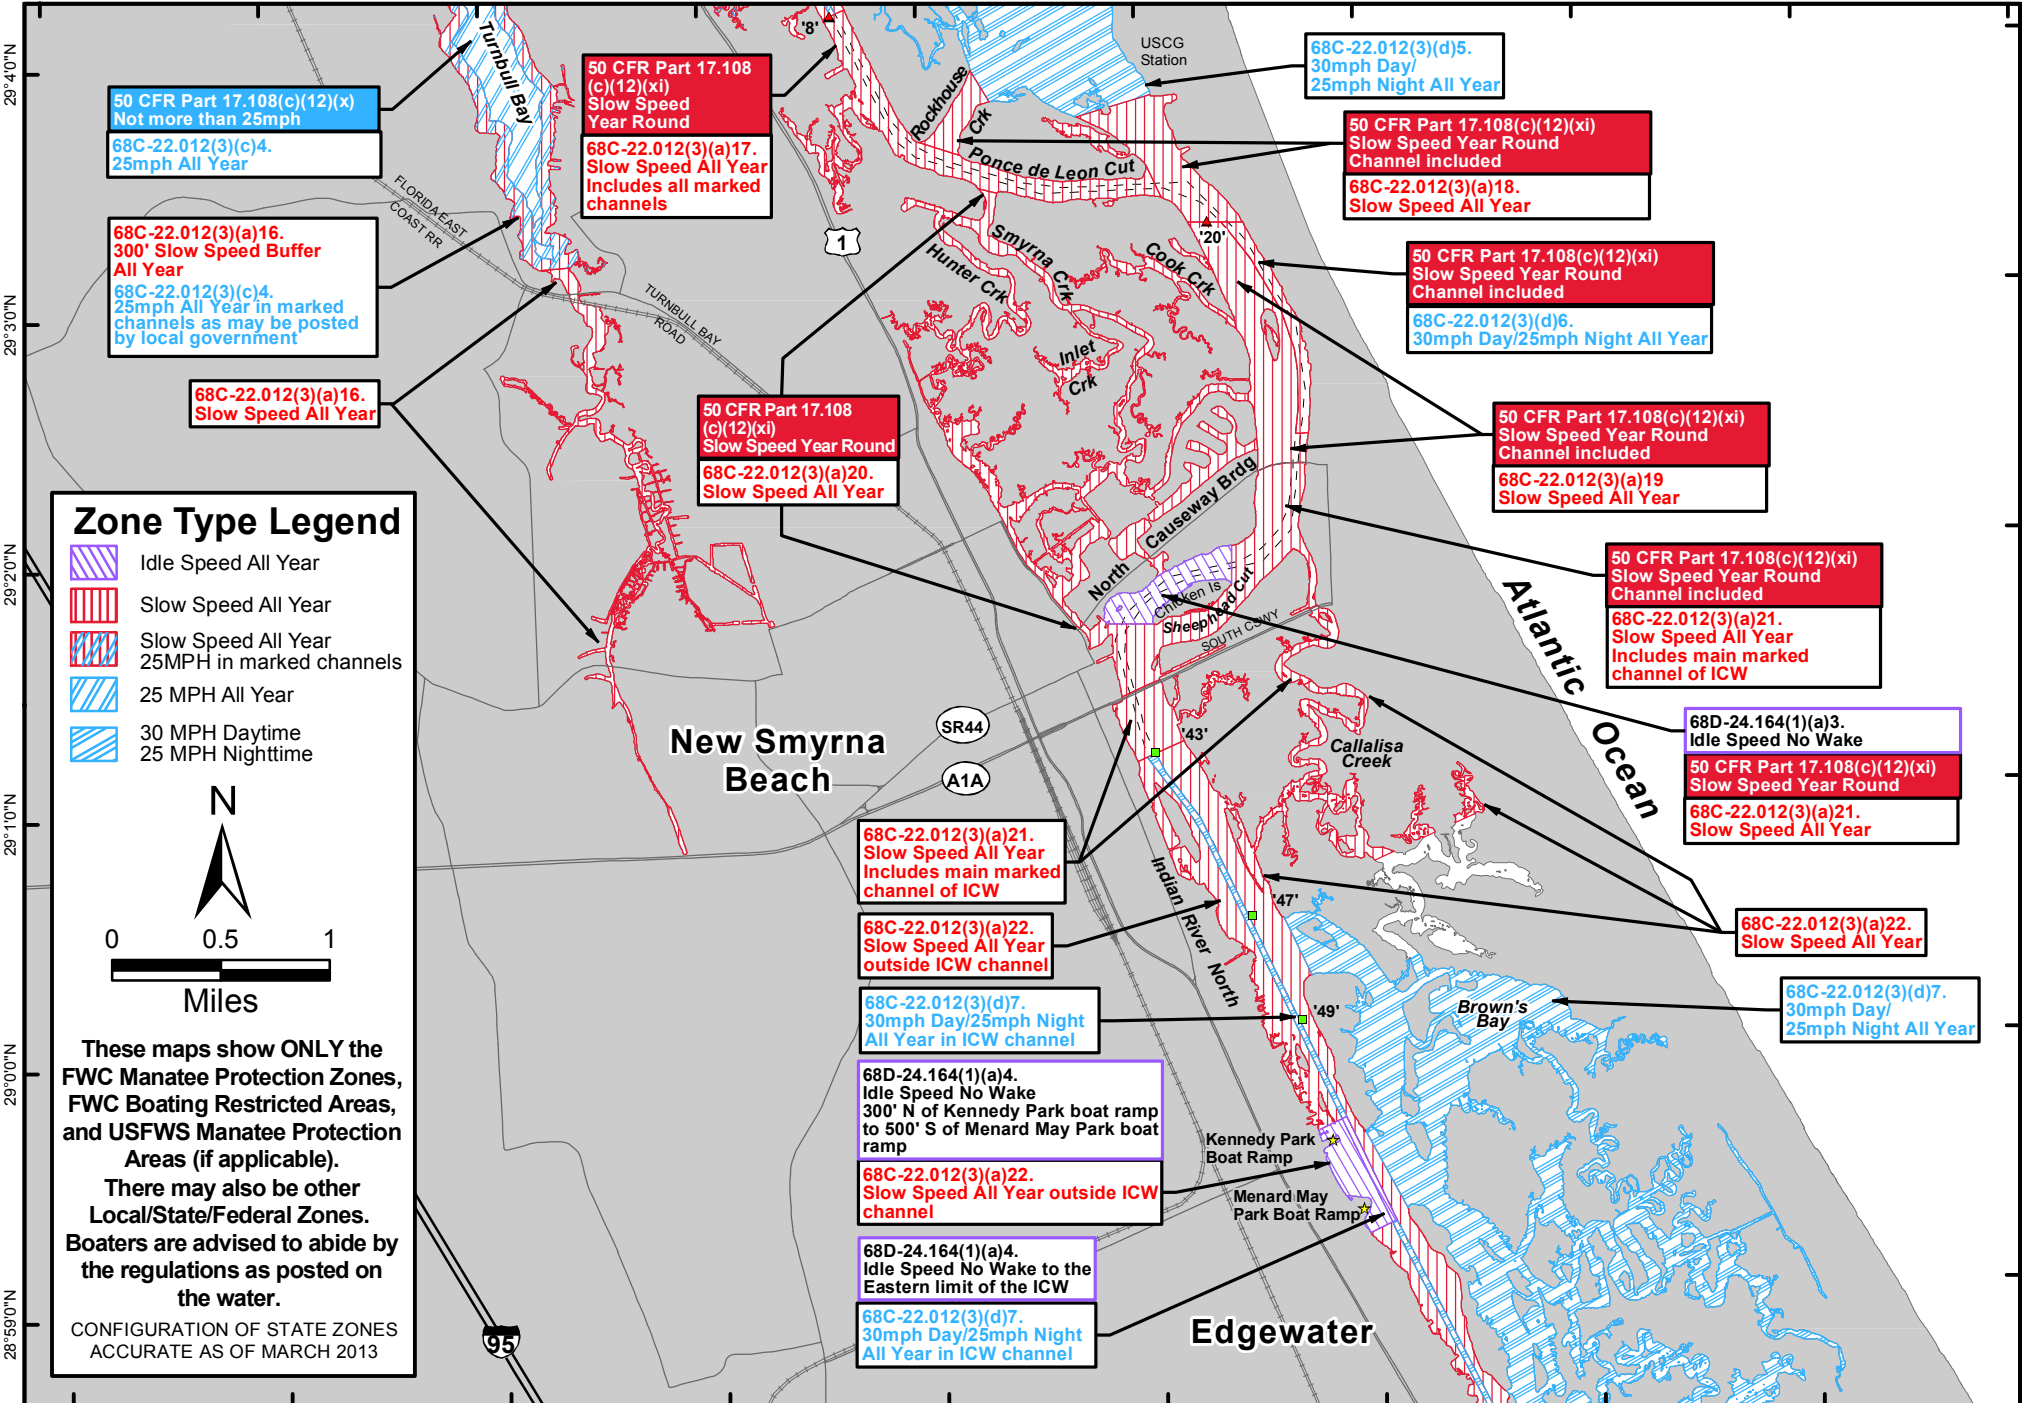 '8'
Turnbull Bay
USCG
Station
68C-22.012(3)(d)5.
30mph Day/
25mph Night All Year
50 CFR Part 17.108
(c)(12)(xi)
Slow Speed
Year Round
68C-22.012(3)(a)17.
Slow Speed All Year
Includes all marked
channels
50 CFR Part 17.108(c)(12)(x)
Not more than 25mph
68C-22.012(3)(c)4.
25mph All Year
Rockhouse
Crk
Ponce de Leon Cut
50 CFR Part 17.108(c)(12)(xi)
Slow Speed Year Round
Channel included
68C-22.012(3)(a)18.
Slow Speed All Year
FLORIDA EAST
COAST RR
68C-22.012(3)(a)16.
300' Slow Speed Buffer
All Year
68C-22.012(3)(c)4.
25mph All Year in marked
channels as may be posted
by local government
1
'20'
Smyrna Crk
Hunter Crk
Cook Crk
50 CFR Part 17.108(c)(12)(xi)
Slow Speed Year Round
Channel included
68C-22.012(3)(d)6.
30mph Day/25mph Night All Year
TURNBULL BAY
ROAD
Inlet
Crk
68C-22.012(3)(a)16.
Slow Speed All Year
50 CFR Part 17.108
(c)(12)(xi)
Slow Speed Year Round
68C-22.012(3)(a)20.
Slow Speed All Year
50 CFR Part 17.108(c)(12)(xi)
Slow Speed Year Round
Channel included
68C-22.012(3)(a)19
Slow Speed All Year
North Causeway Brdg
Chicken Is
Sheephead Cut
SOUTH CSWY
50 CFR Part 17.108(c)(12)(xi)
Slow Speed Year Round
Channel included
68C-22.012(3)(a)21.
Slow Speed All Year
Includes main marked
channel of ICW
Atlantic Ocean
68D-24.164(1)(a)3.
Idle Speed No Wake
50 CFR Part 17.108(c)(12)(xi)
Slow Speed Year Round
68C-22.012(3)(a)21.
Slow Speed All Year
SR44
A1A
New Smyrna
Beach
'43'
Callalisa
Creek
68C-22.012(3)(a)21.
Slow Speed All Year
Includes main marked
channel of ICW
Indian River North
'47'
68C-22.012(3)(a)22.
Slow Speed All Year
outside ICW channel
68C-22.012(3)(a)22.
Slow Speed All Year
68C-22.012(3)(d)7.
30mph Day/25mph Night
All Year in ICW channel
'49'
Brown's
Bay
68C-22.012(3)(d)7.
30mph Day/
25mph Night All Year
68D-24.164(1)(a)4.
Idle Speed No Wake
300' N of Kennedy Park boat ramp
to 500' S of Menard May Park boat
ramp
68C-22.012(3)(a)22.
Slow Speed All Year outside ICW
channel
Kennedy Park
Boat Ramp
Menard May
Park Boat Ramp
68D-24.164(1)(a)4.
Idle Speed No Wake to the
Eastern limit of the ICW
68C-22.012(3)(d)7.
30mph Day/25mph Night
All Year in ICW channel
Edgewater
95
Zone Type Legend
Idle Speed All Year
Slow Speed All Year
Slow Speed All Year
25MPH in marked channels
25 MPH All Year
30 MPH Daytime
25 MPH Nighttime
N
0 0.5 1
Miles
These maps show ONLY the
FWC Manatee Protection Zones,
FWC Boating Restricted Areas,
and USFWS Manatee Protection
Areas (if applicable).
There may also be other
Local/State/Federal Zones.
Boaters are advised to abide by
the regulations as posted on
the water.
CONFIGURATION OF STATE ZONES
ACCURATE AS OF MARCH 2013
29°4'0"N
29°3'0"N
29°2'0"N
29°1'0"N
29°0'0"N
28°59'0"N